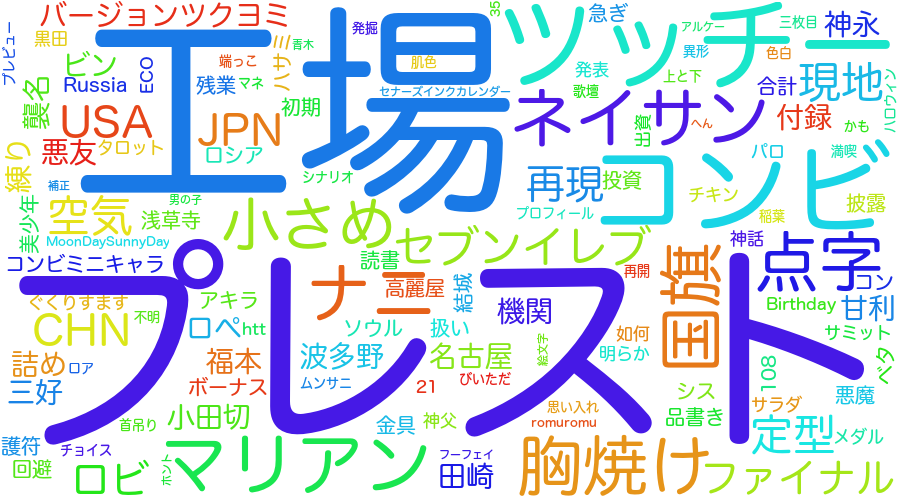 バージョンツクヨミ
発掘
35
急ぎ
アルケー
三枚目
神永
黒田
青木
プレビュー
ビン
端っこ
ハサミ
工場
肌色
ツッチー
発表
異形
色白
Russia
ECO
残業
マネ
上と下
合計
現地
襲名
初期
セナーズインクカレンダー
歌壇
ハロウィン
USA
JPN
ネイサン
出資
付録
悪友
タロット
ロシア
かも
へん
練り
シナリオ
再現
投資
コンビ
パロ
満喫
補正
男の子
チキン
美少年
空気
浅草寺
小さめ
プロフィール
稲葉
披露
MoonDaySunnyDay
セブンイレブン
国旗
神話
点字
コンビミニキャラ
読書
再開
コン
ぐくりすます
アキラ
ナニ
高麗屋
結城
機関
Birthday
甘利
不明
CHN
ロペ
htt
ソウル
扱い
絵文字
如何
サミット
詰め
ロア
福本
波多野
名古屋
明らか
ベタ
三好
ボーナス
ムンサニ
21
びいただ
シス
108
悪魔
プレスト
小田切
金具
神父
思い入れ
romuromu
品書き
サラダ
首吊り
護符
チョイス
フーフェイ
定型
メダル
回避
ロビ
ホント
マリアン
田崎
胸焼け
ファイナル